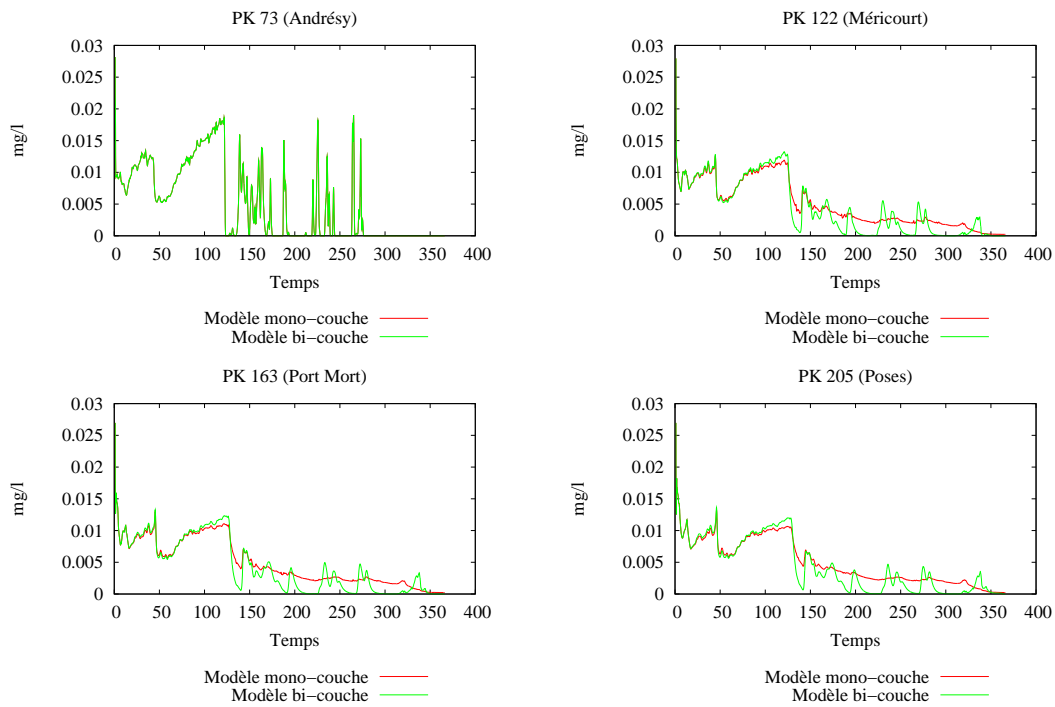 PK 73 (Andrésy)
0.03
0.025
0.02
0.015
0.01
0.005
0
mg/l
0 50 100 150 200 250 300 350 400
Temps
Modèle mono−couche
Modèle bi−couche
PK 122 (Méricourt)
0.03
0.025
0.02
0.015
0.01
0.005
0
mg/l
0 50 100 150 200 250 300 350 400
Temps
Modèle mono−couche
Modèle bi−couche
PK 163 (Port Mort)
0.03
0.025
0.02
0.015
0.01
0.005
0
mg/l
0 50 100 150 200 250 300 350 400
Temps
Modèle mono−couche
Modèle bi−couche
PK 205 (Poses)
0.03
0.025
0.02
0.015
0.01
0.005
0
mg/l
0 50 100 150 200 250 300 350 400
Temps
Modèle mono−couche
Modèle bi−couche